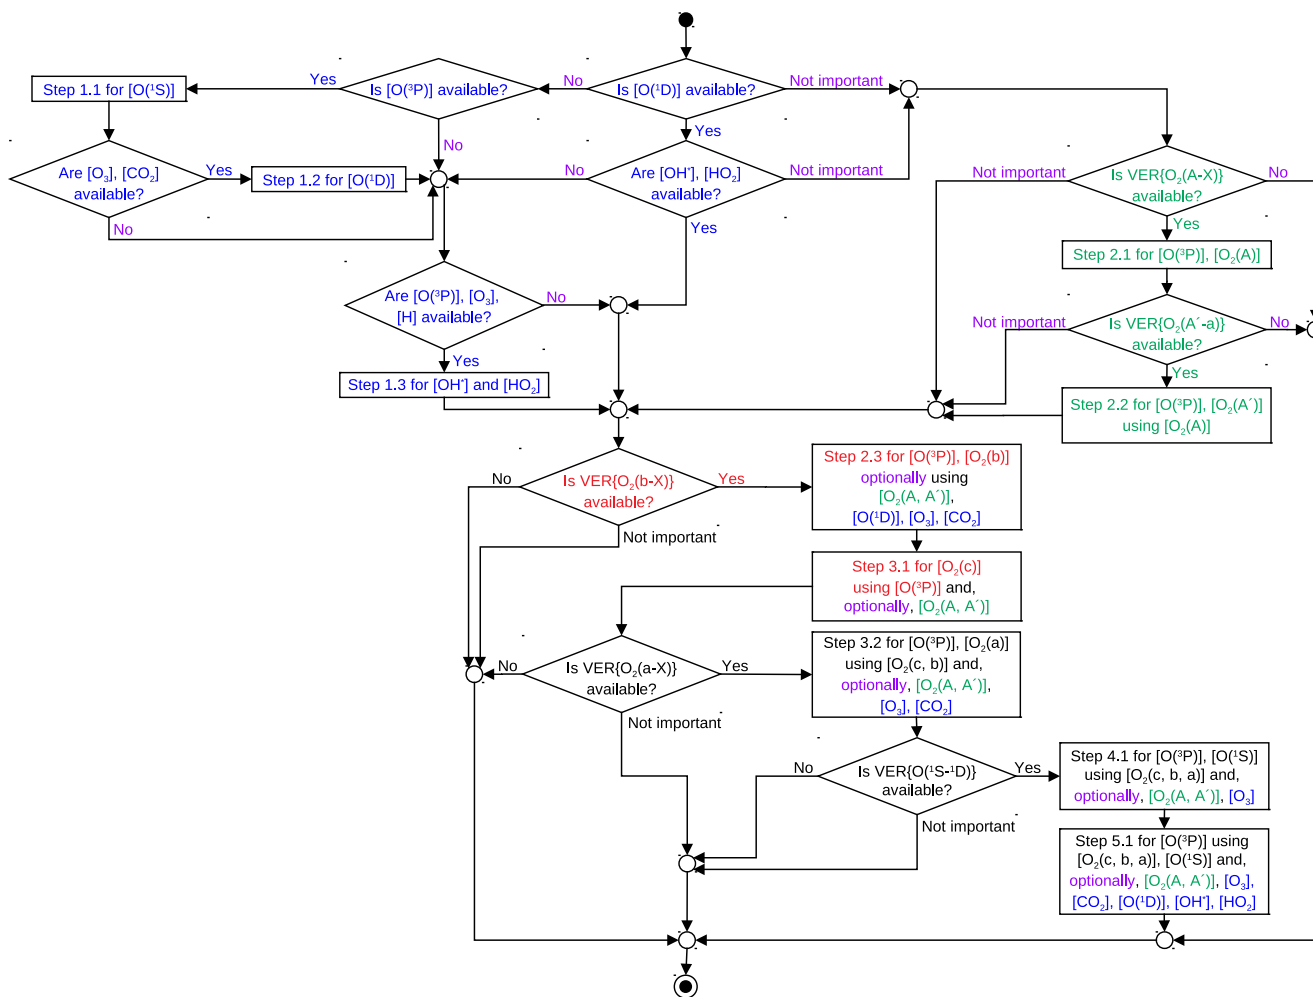 Yes
Is [O(³P)] available?
No
Is [O(¹D)] available?
Not important
Step 1.1 for [O(¹S)]
Yes
No
Are [O₃], [CO₂]
available?
Yes
Step 1.2 for [O(¹D)]
No
Are [OH*], [HO₂]
available?
Not important
Not important
Is VER{O₂(A-X)}
available?
No
No
Yes
Yes
Step 2.1 for [O(³P)], [O₂(A)]
Are [O(³P)], [O₃],
[H] available?
No
Not important
Is VER{O₂(A´-a)}
available?
No
Yes
Yes
Step 1.3 for [OH*] and [HO₂]
Step 2.2 for [O(³P)], [O₂(A´)]
using [O₂(A)]
No
Is VER{O₂(b-X)}
available?
Yes
Step 2.3 for [O(³P)], [O₂(b)]
optionally using
[O₂(A, A´)],
[O(¹D)], [O₃], [CO₂]
Not important
Step 3.1 for [O₂(c)]
using [O(³P)] and,
optionally, [O₂(A, A´)]
No
Is VER{O₂(a-X)}
available?
Yes
Step 3.2 for [O(³P)], [O₂(a)]
using [O₂(c, b)] and,
optionally, [O₂(A, A´)],
[O₃], [CO₂]
Not important
No
Is VER{O(¹S-¹D)}
available?
Yes
Step 4.1 for [O(³P)], [O(¹S)]
using [O₂(c, b, a)] and,
optionally, [O₂(A, A´)], [O₃]
Not important
Step 5.1 for [O(³P)] using
[O₂(c, b, a)], [O(¹S)] and,
optionally, [O₂(A, A´)], [O₃],
[CO₂], [O(¹D)], [OH*], [HO₂]